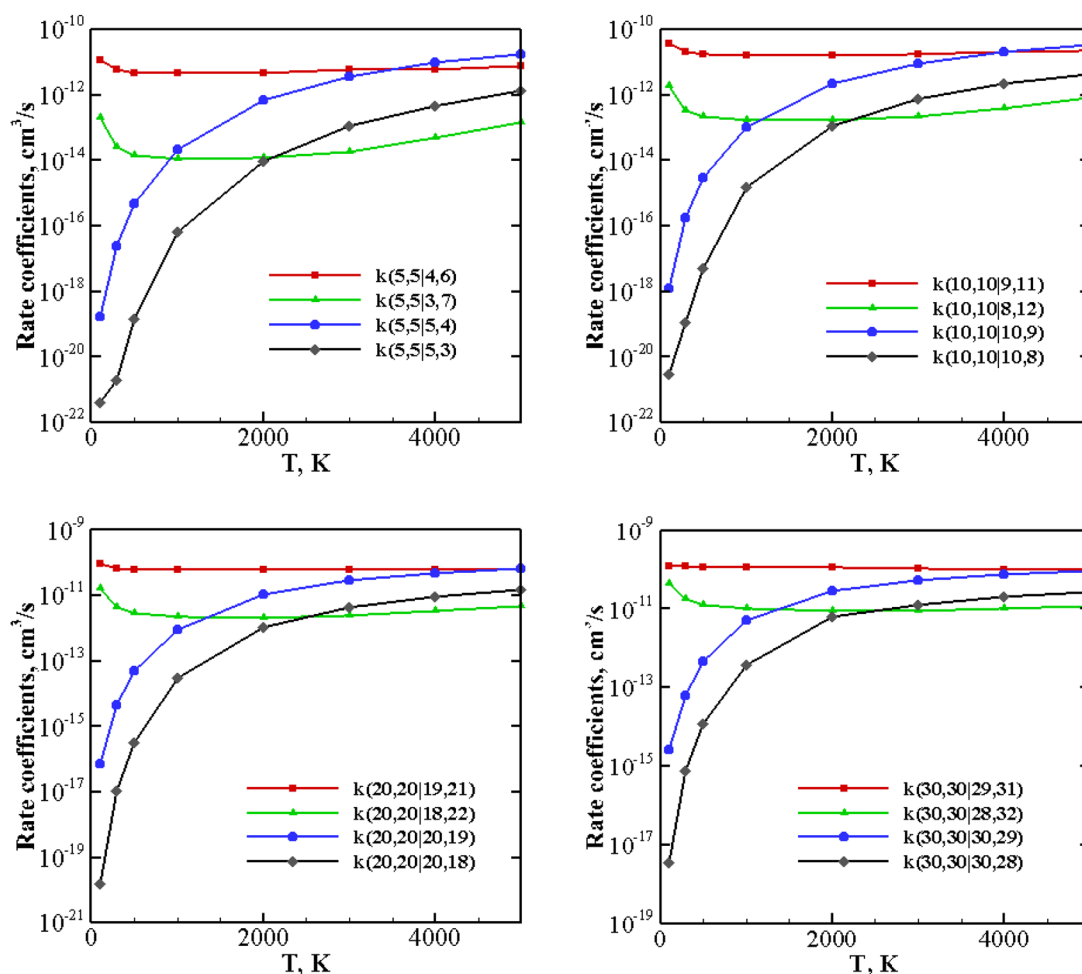 Rate coefficients, cm³/s
10⁻¹⁰
10⁻¹²
10⁻¹⁴
10⁻¹⁶
10⁻¹⁸
10⁻²⁰
10⁻²²
k(5,5|4,6)
k(5,5|3,7)
k(5,5|5,4)
k(5,5|5,3)
0
2000
4000
T, K
Rate coefficients, cm³/s
10⁻¹⁰
10⁻¹²
10⁻¹⁴
10⁻¹⁶
10⁻¹⁸
10⁻²⁰
10⁻²²
k(10,10|9,11)
k(10,10|8,12)
k(10,10|10,9)
k(10,10|10,8)
0
2000
4000
T, K
Rate coefficients, cm³/s
10⁻⁹
10⁻¹¹
10⁻¹³
10⁻¹⁵
10⁻¹⁷
10⁻¹⁹
10⁻²¹
k(20,20|19,21)
k(20,20|18,22)
k(20,20|20,19)
k(20,20|20,18)
0
2000
4000
T, K
Rate coefficients, cm³/s
10⁻⁹
10⁻¹¹
10⁻¹³
10⁻¹⁵
10⁻¹⁷
10⁻¹⁹
k(30,30|29,31)
k(30,30|28,32)
k(30,30|30,29)
k(30,30|30,28)
0
2000
4000
T, K